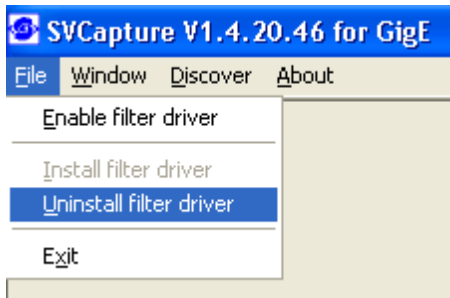 SVCapture V1.4.20.46 for GigE
File Window Discover About
Enable filter driver
Install filter driver
Uninstall filter driver
Exit